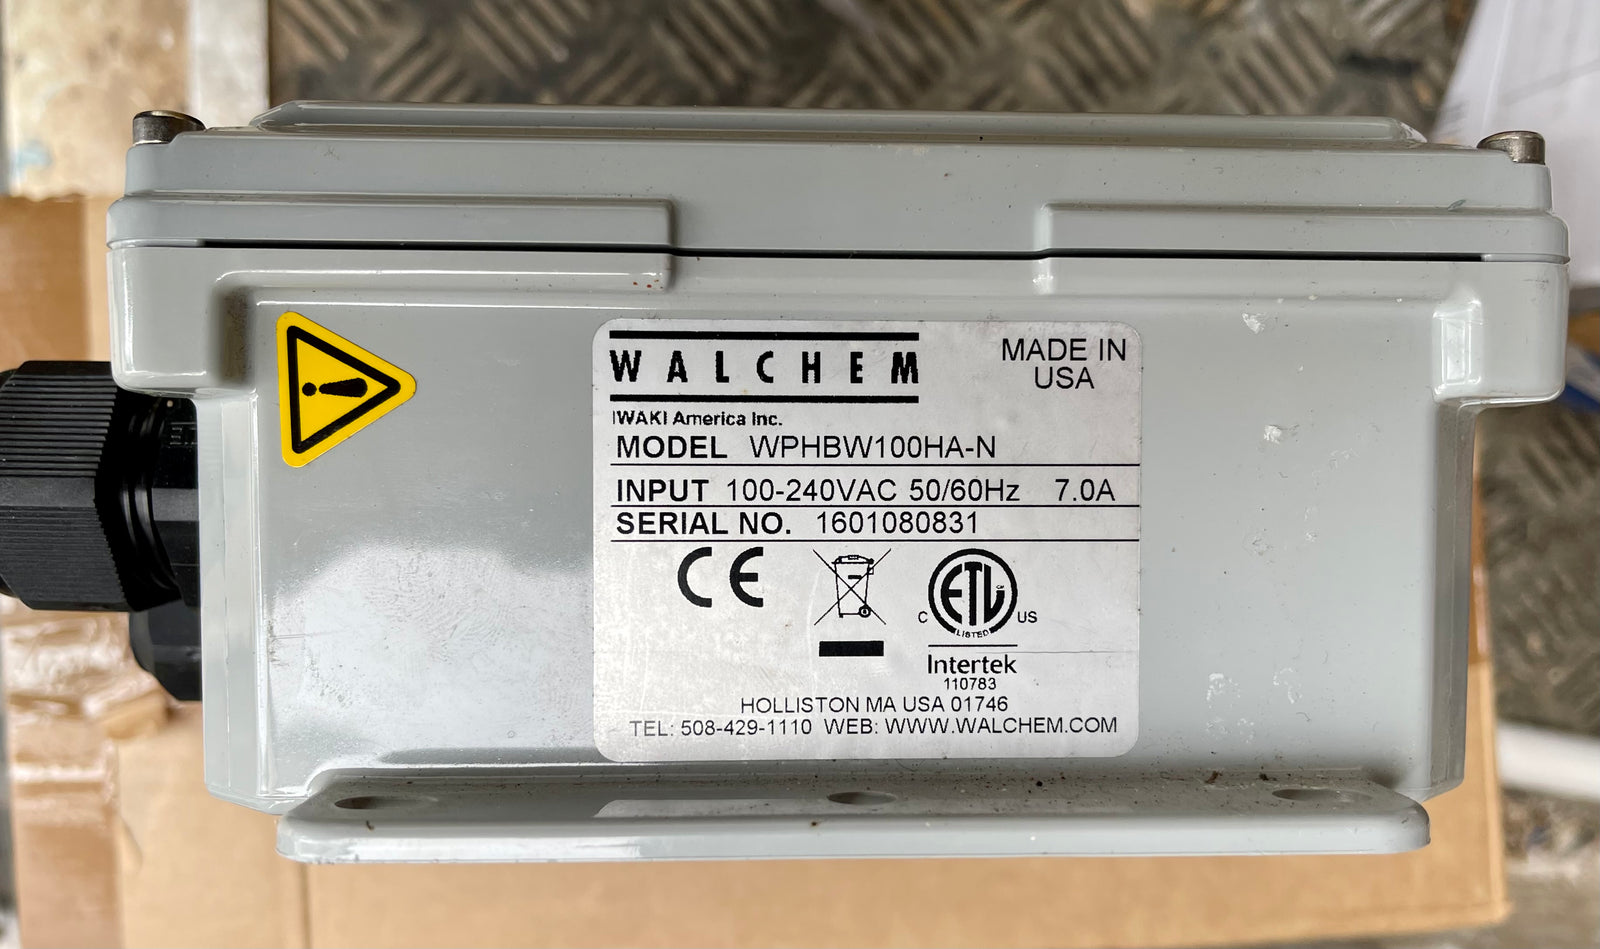 WALCHEM
MADE IN
USA
IWAKI America Inc.
MODEL WPHBW100HA-N
INPUT 100-240VAC 50/60Hz 7.0A
SERIAL NO. 1601080831
CE
ETL
C US
LISTED
Intertek
110783
HOLLISTON MA USA 01746
TEL: 508-429-1110 WEB: WWW.WALCHEM.COM